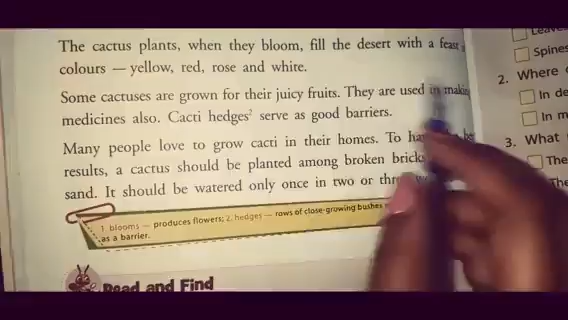 The cactus plants, when they bloom, fill the desert with a feast
colours — yellow, red, rose and white.
Some cactuses are grown for their juicy fruits. They are used in making
medicines also. Cacti hedges² serve as good barriers.
Many people love to grow cacti in their homes. To
results, a cactus should be planted among broken
sand. It should be watered only once in two or
1. blooms — produces flowers; 2. hedges — rows of close-growing bushes
as a barrier.
Read and Find
Spines
2. Where
In
In
3. What
The